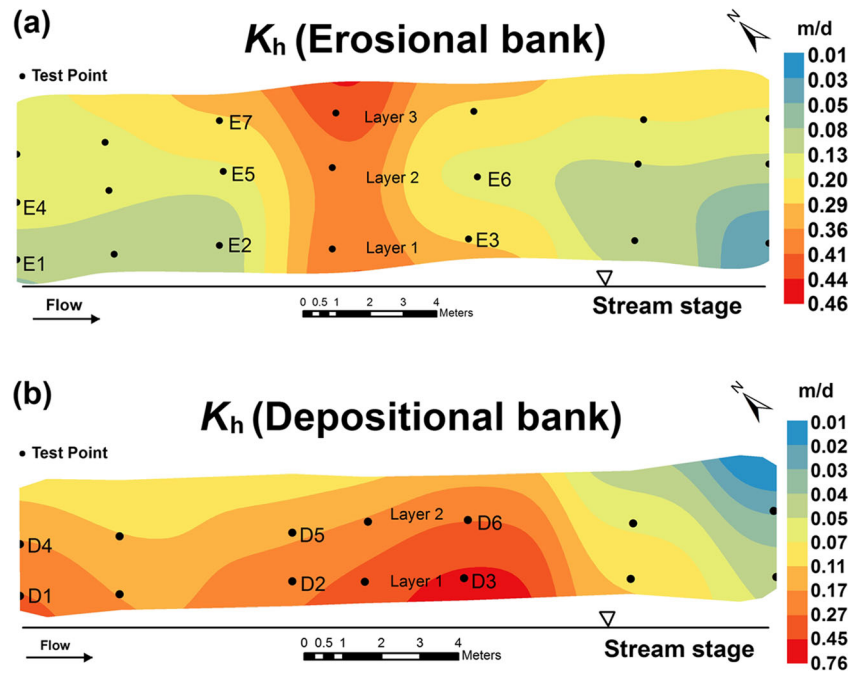 (a)
K_h (Erosional bank)
N
m/d
• Test Point
0.01
0.03
0.05
0.08
0.13
0.20
0.29
0.36
0.41
0.44
0.46
E7
Layer 3
E5
Layer 2
E6
E4
E2
Layer 1
E3
E1
Flow
0 0.5 1 2 3 4
Meters
Stream stage
(b)
K_h (Depositional bank)
N
m/d
• Test Point
0.01
0.02
0.03
0.04
0.05
0.07
0.11
0.17
0.27
0.45
0.76
Layer 2
D6
D5
D4
D2
Layer 1
D3
D1
Flow
0 0.5 1 2 3 4
Meters
Stream stage